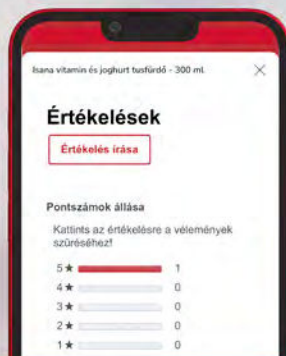 Isana vitamin és joghurt tusfürdő - 300 ml
Értékelések
Értékelés írása
Pontszámok állása
Kattints az értékelésre a vélemények
szűréséhez!
5★ 1
4★ 0
3★ 0
2★ 0
1★ 0